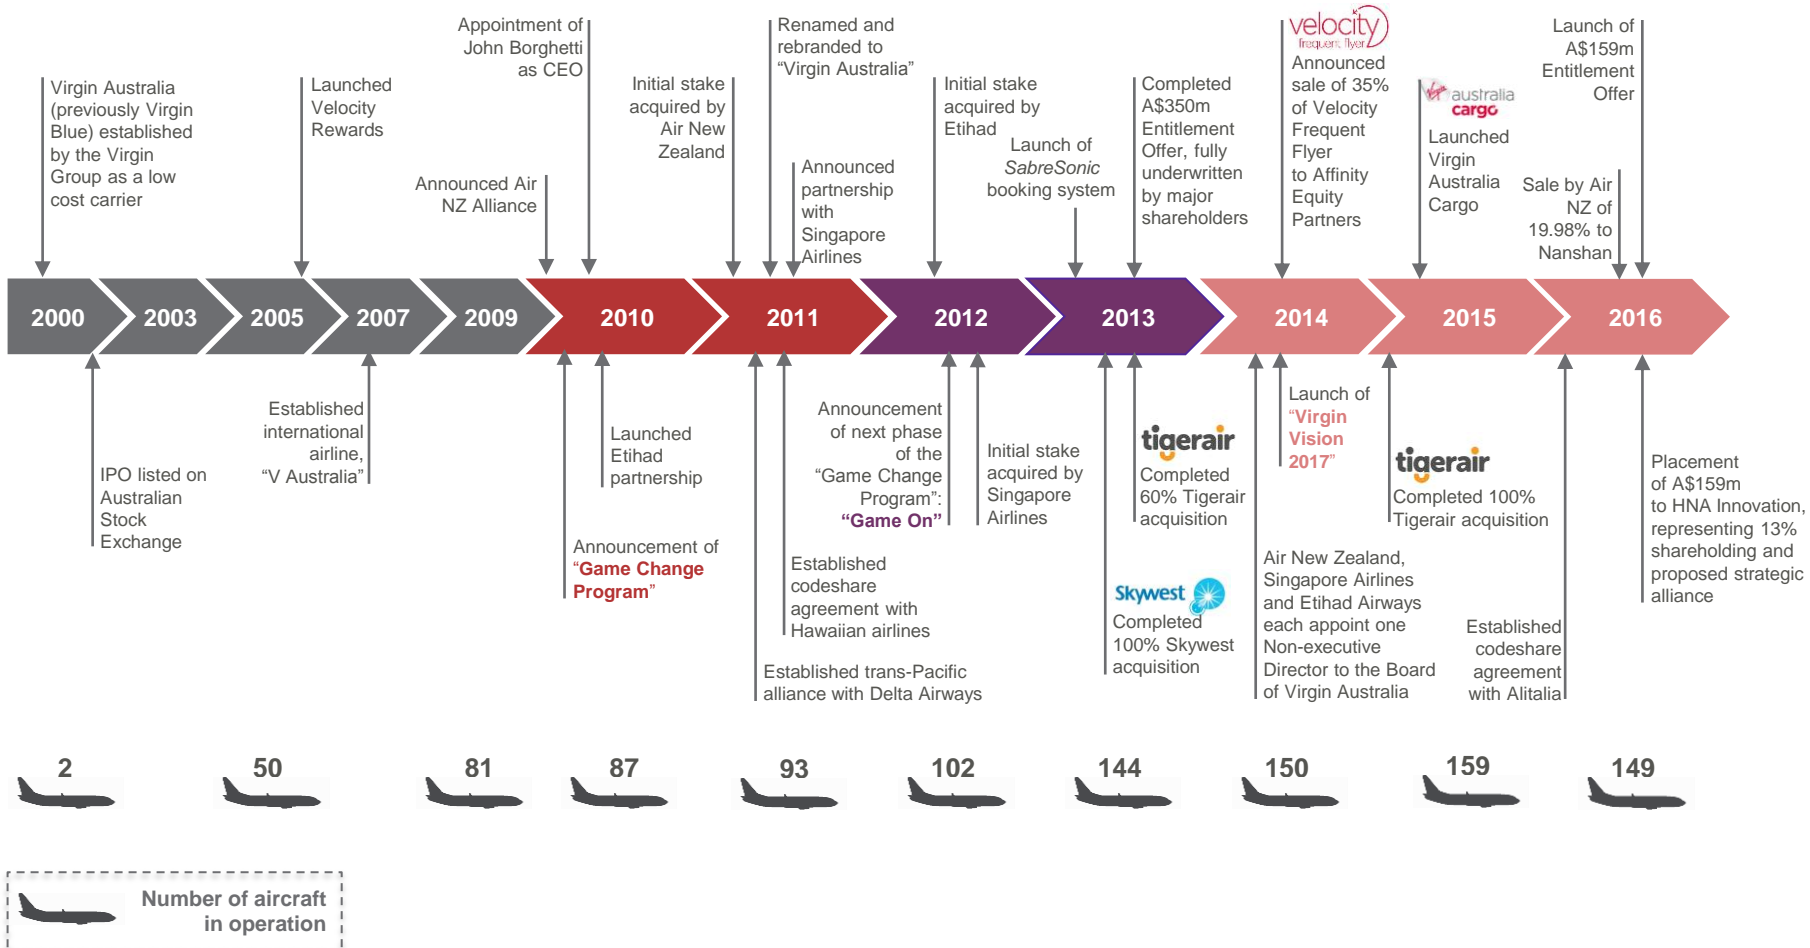 Virgin Australia
(previously Virgin
Blue) established
by the Virgin
Group as a low
cost carrier
Launched
Velocity
Rewards
Appointment of
John Borghetti
as CEO
Announced Air
NZ Alliance
Initial stake
acquired by
Air New
Zealand
Renamed and
rebranded to
“Virgin Australia”
Announced
partnership
with
Singapore
Airlines
Initial stake
acquired by
Etihad
Launch of
SabreSonic
booking system
Completed
A$350m
Entitlement
Offer, fully
underwritten
by major
shareholders
velocity
frequent flyer
Announced
sale of 35%
of Velocity
Frequent
Flyer
to Affinity
Equity
Partners
Virgin australia
cargo
Launched
Virgin
Australia
Cargo
Launch of
A$159m
Entitlement
Offer
Sale by Air
NZ of
19.98% to
Nanshan
2000
2003
2005
2007
2009
2010
2011
2012
2013
2014
2015
2016
IPO listed on
Australian
Stock
Exchange
Established
international
airline,
“V Australia”
Announcement of
“Game Change
Program”
Launched
Etihad
partnership
Established trans-Pacific
alliance with Delta Airways
Established
codeshare
agreement with
Hawaiian airlines
Announcement
of next phase
of the
“Game Change
Program”:
“Game On”
Initial stake
acquired by
Singapore
Airlines
Skywest
Completed
100% Skywest
acquisition
tigerair
Completed
60% Tigerair
acquisition
Air New Zealand,
Singapore Airlines
and Etihad Airways
each appoint one
Non-executive
Director to the Board
of Virgin Australia
Launch of
“Virgin
Vision
2017”
tigerair
Completed 100%
Tigerair acquisition
Established
codeshare
agreement
with Alitalia
Placement
of A$159m
to HNA Innovation,
representing 13%
shareholding and
proposed strategic
alliance
2
50
81
87
93
102
144
150
159
149
Number of aircraft
in operation